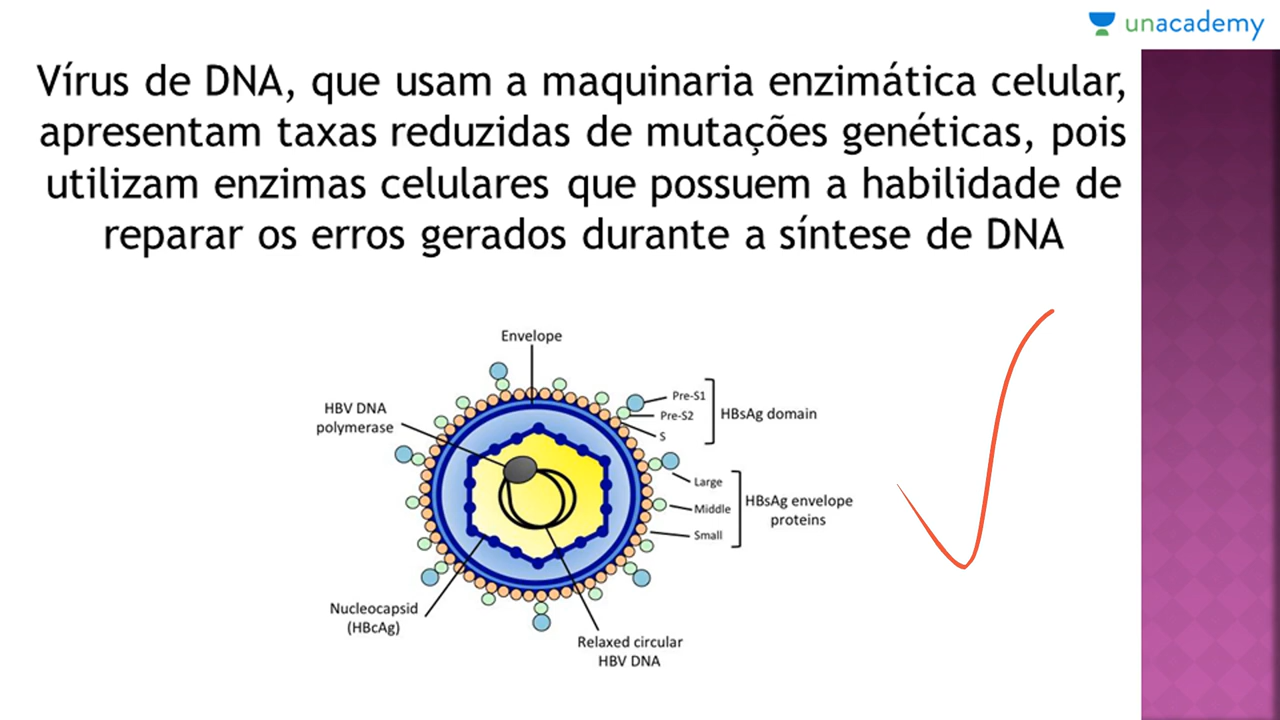 unacademy
Vírus de DNA, que usam a maquinaria enzimática celular,
apresentam taxas reduzidas de mutações genéticas, pois
utilizam enzimas celulares que possuem a habilidade de
reparar os erros gerados durante a síntese de DNA
Envelope
HBV DNA
polymerase
Pre-S1
Pre-S2
S
HBsAg domain
Large
Middle
Small
HBsAg envelope
proteins
Nucleocapsid
(HBcAg)
Relaxed circular
HBV DNA